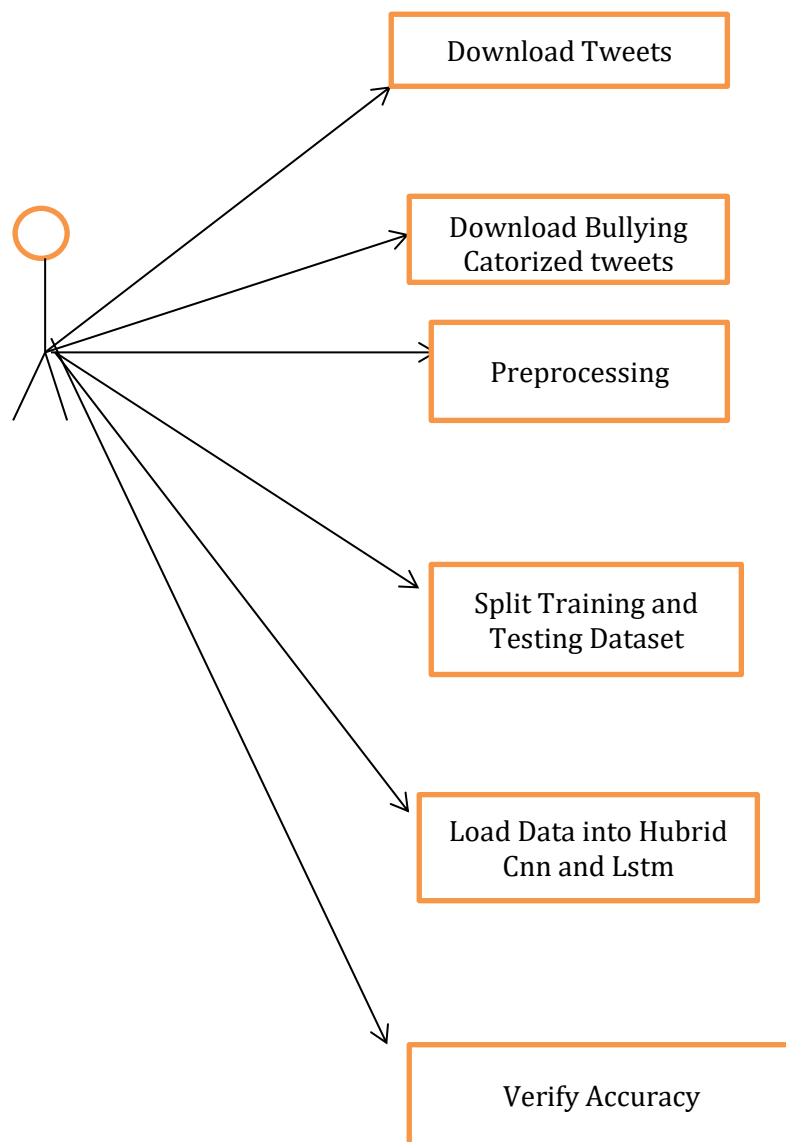 Download Tweets
Download Bullying
Catorized tweets
Preprocessing
Split Training and
Testing Dataset
Load Data into Hubrid
Cnn and Lstm
Verify Accuracy